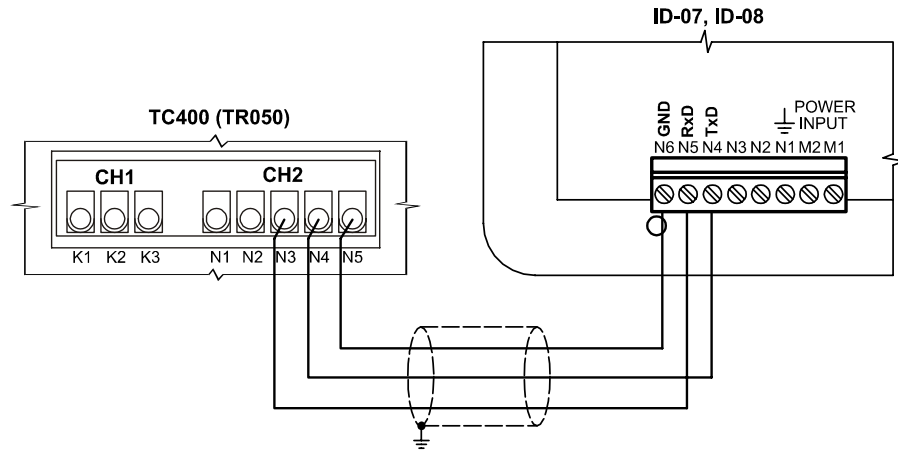 ID-07, ID-08
TC400 (TR050)
POWER
INPUT
GND RxD TxD
N6 N5 N4 N3 N2 N1 M2 M1
CH1 CH2
K1 K2 K3 N1 N2 N3 N4 N5